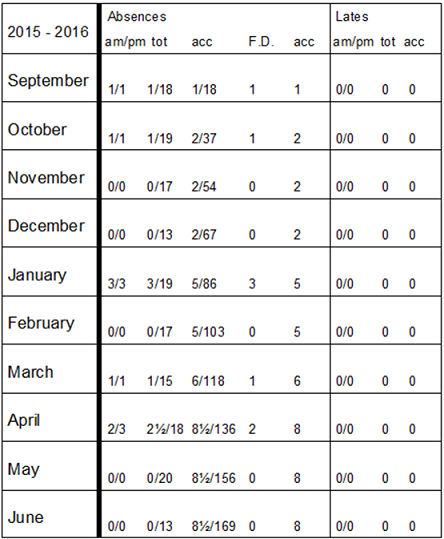 2015 - 2016 Absences Lates
am/pm tot acc F.D. acc am/pm tot acc
September 1/1 1/18 1/18 1 1 0/0 0 0
October 1/1 1/19 2/37 1 2 0/0 0 0
November 0/0 0/17 2/54 0 2 0/0 0 0
December 0/0 0/13 2/67 0 2 0/0 0 0
January 3/3 3/19 5/86 3 5 0/0 0 0
February 0/0 0/17 5/103 0 5 0/0 0 0
March 1/1 1/15 6/118 1 6 0/0 0 0
April 2/3 2½/18 8½/136 2 8 0/0 0 0
May 0/0 0/20 8½/156 0 8 0/0 0 0
June 0/0 0/13 8½/169 0 8 0/0 0 0